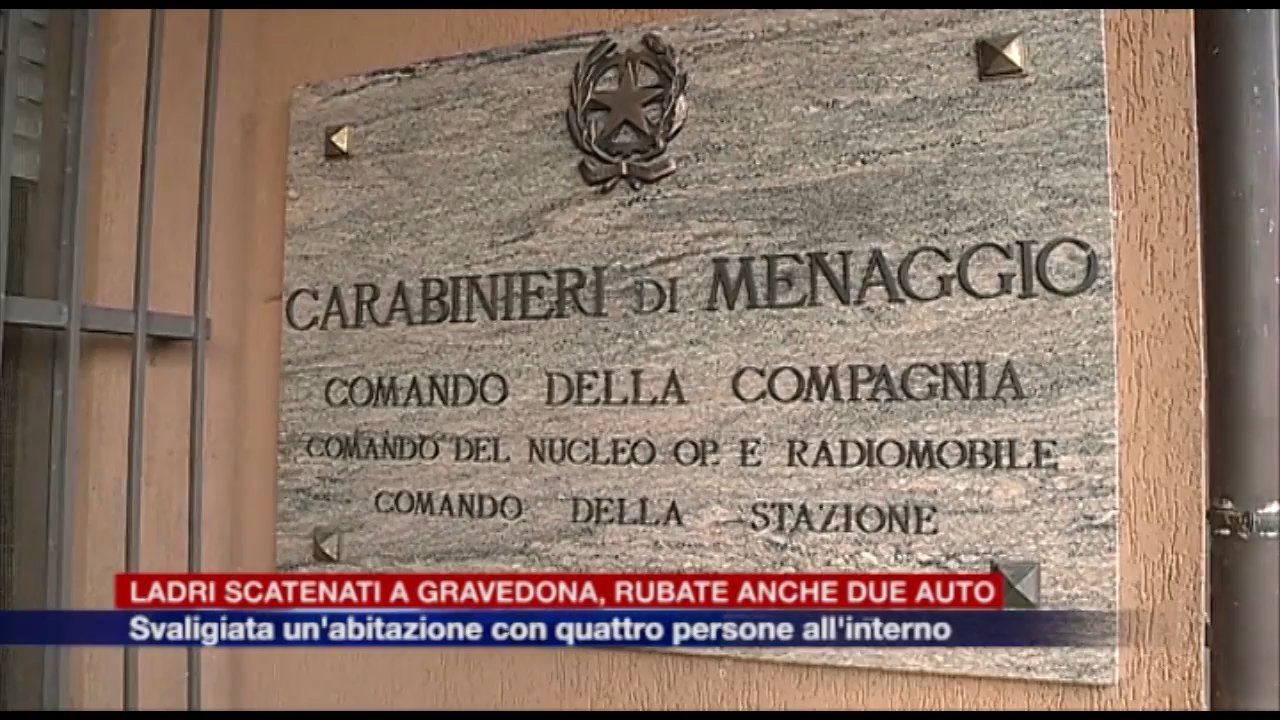 CARABINIERI DI MENAGGIO
COMANDO DELLA COMPAGNIA
COMANDO DEL NUCLEO OP. E RADIOMOBILE
COMANDO DELLA STAZIONE
LADRI SCATENATI A GRAVEDONA, RUBATE ANCHE DUE AUTO
Svaligiata un'abitazione con quattro persone all'interno